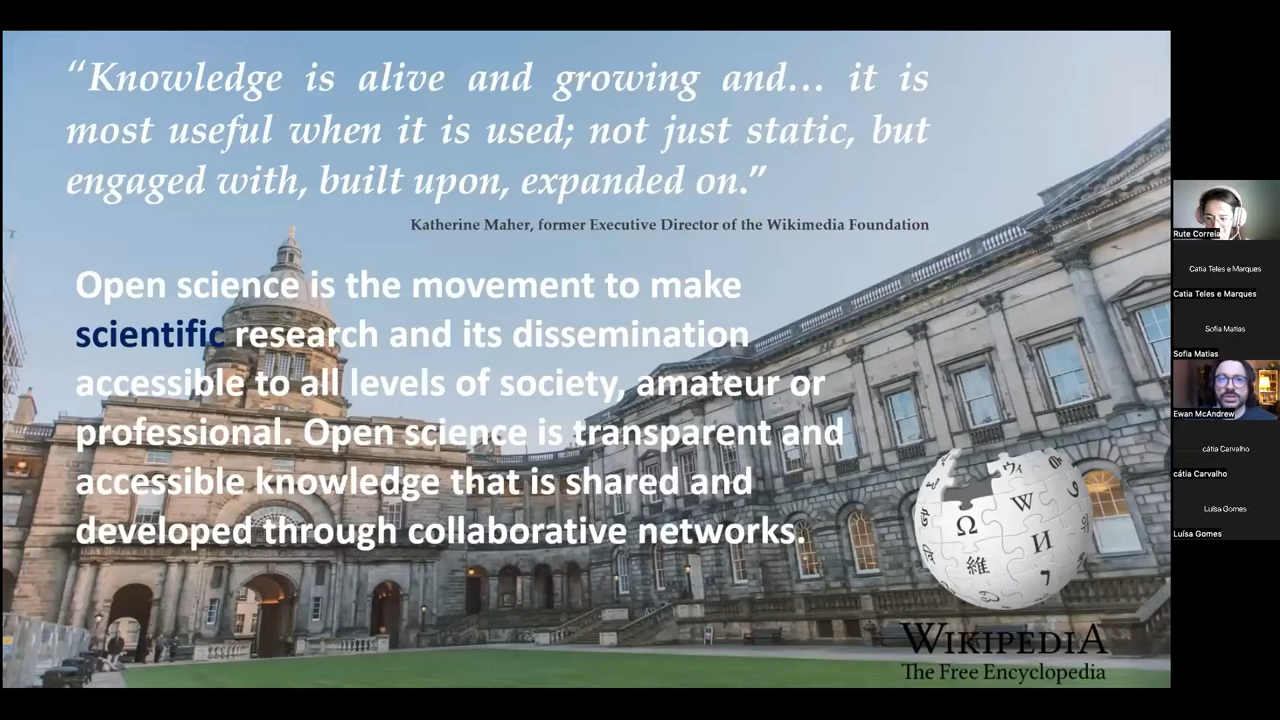 “Knowledge is alive and growing and… it is
most useful when it is used; not just static, but
engaged with, built upon, expanded on.”
Katherine Maher, former Executive Director of the Wikimedia Foundation
Open science is the movement to make
scientific research and its dissemination
accessible to all levels of society, amateur or
professional. Open science is transparent and
accessible knowledge that is shared and
developed through collaborative networks.
Ω
W
И
維
WIKIPEDIA
The Free Encyclopedia
Rute Correia
Catia Teles e Marques
Catia Teles e Marques
Sofia Matias
Sofia Matias
Ewan McAndrew
cátia Carvalho
cátia Carvalho
Luísa Gomes
Luísa Gomes